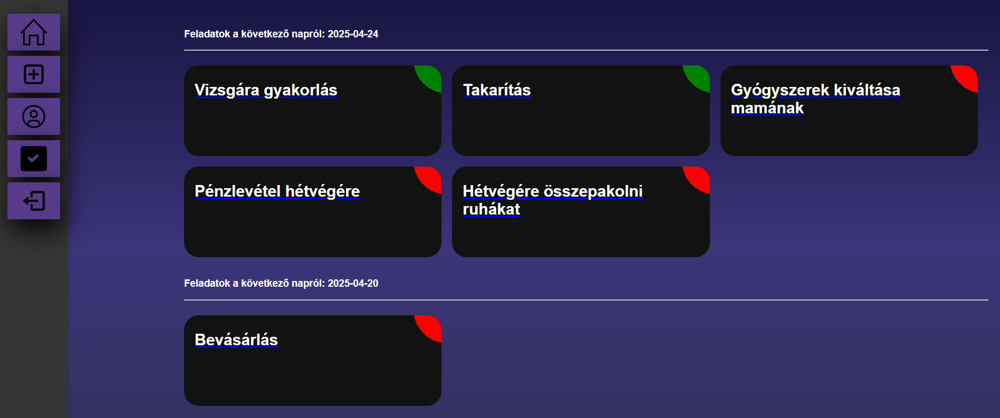 Feladatok a következő napról: 2025-04-24
Vizsgára gyakorlás
Takarítás
Gyógyszerek kiváltása
mamának
Pénzlevétel hétvégére
Hétvégére összepakolni
ruhákat
Feladatok a következő napról: 2025-04-20
Bevásárlás